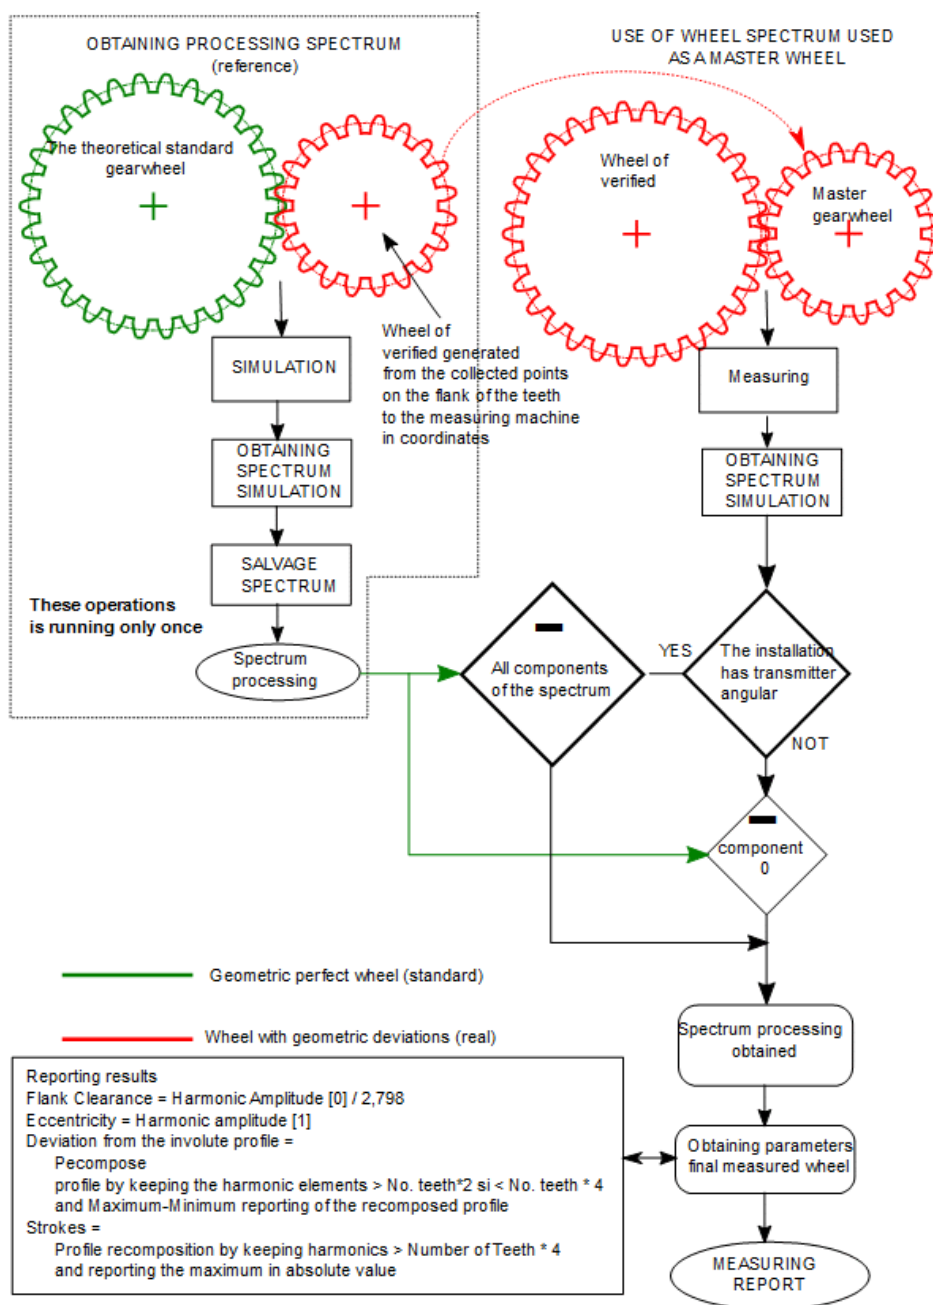 OBTAINING PROCESSING SPECTRUM
(reference)
USE OF WHEEL SPECTRUM USED
AS A MASTER WHEEL
The theoretical standard
gearwheel
Wheel of
verified
Master
gearwheel
Wheel of
verified generated
from the collected points
on the flank of the teeth
to the measuring machine
in coordinates
SIMULATION
Measuring
OBTAINING
SPECTRUM
SIMULATION
OBTAINING
SPECTRUM
SIMULATION
SALVAGE
SPECTRUM
These operations
is running only once
Spectrum
processing
All components
of the spectrum
YES
The installation
has transmitter
angular
NOT
component
0
Geometric perfect wheel (standard)
Wheel with geometric deviations (real)
Spectrum processing
obtained
Reporting results
Flank Clearance = Harmonic Amplitude [0] / 2,798
Eccentricity = Harmonic amplitude [1]
Deviation from the involute profile =
Pecompose
profile by keeping the harmonic elements > No. teeth*2 si < No. teeth * 4
and Maximum-Minimum reporting of the recomposed profile
Strokes =
Profile recomposition by keeping harmonics > Number of Teeth * 4
and reporting the maximum in absolute value
Obtaining parameters
final measured wheel
MEASURING
REPORT